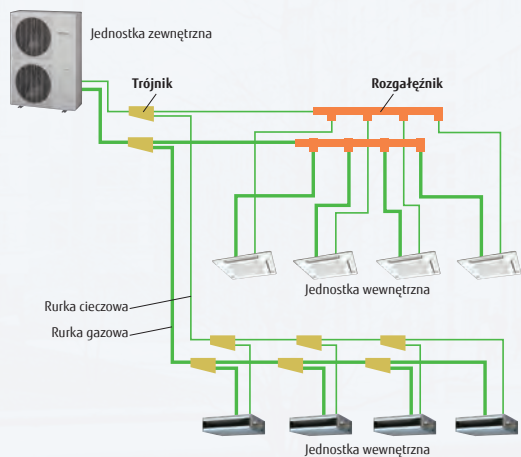 Jednostka zewnętrzna
Trójnik
Rozgałęźnik
Jednostka wewnętrzna
Rurka cieczowa
Rurka gazowa
Jednostka wewnętrzna